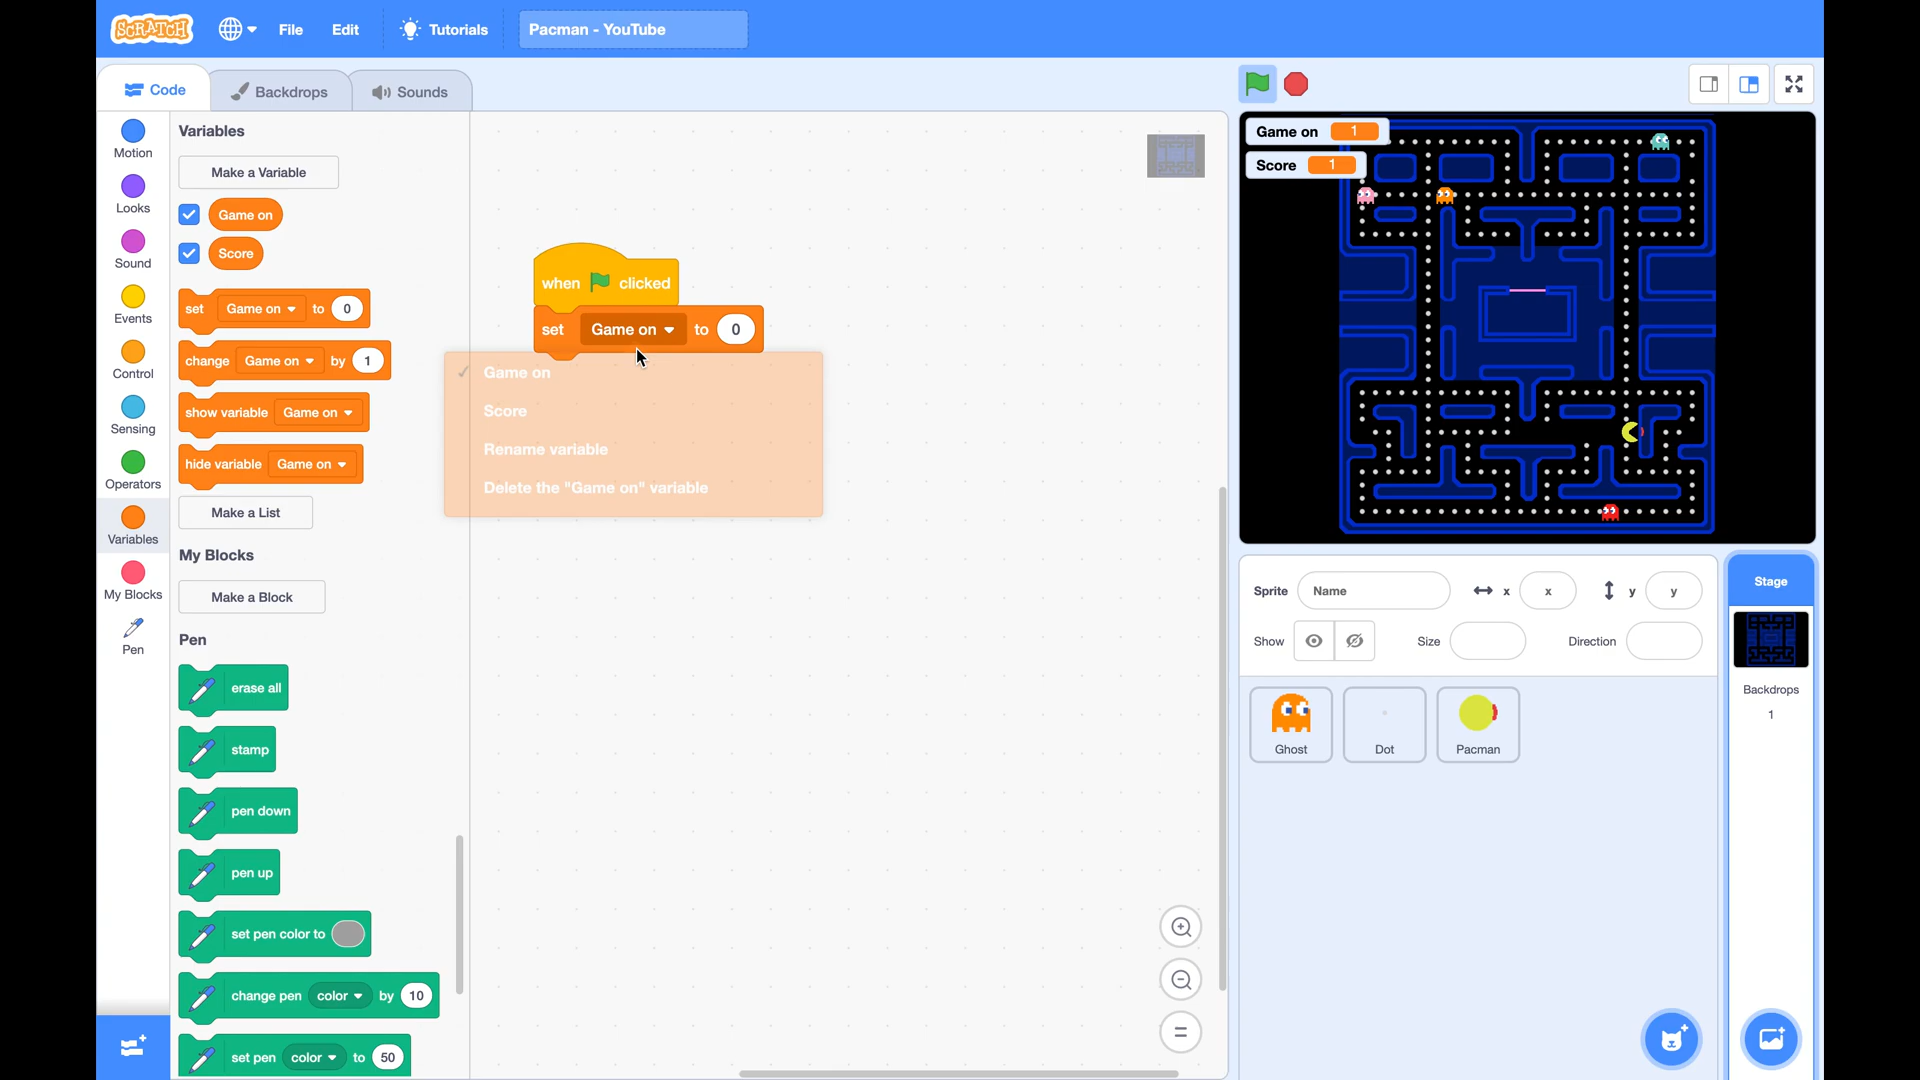 SCRATCH File Edit Tutorials Pacman - YouTube
Code Backdrops Sounds
Motion
Looks
Sound
Events
Control
Sensing
Operators
Variables
My Blocks
Pen
Variables
Make a Variable
Game on
Score
set Game on to 0
change Game on by 1
show variable Game on
hide variable Game on
Make a List
My Blocks
Make a Block
Pen
erase all
stamp
pen down
pen up
set pen color to
change pen color by 10
set pen color to 50
when clicked
set Game on to 0
✓ Game on
Score
Rename variable
Delete the "Game on" variable
Game on 1
Score 1
Sprite Name x x y y
Show Size Direction
Ghost Dot Pacman
Stage
Backdrops
1